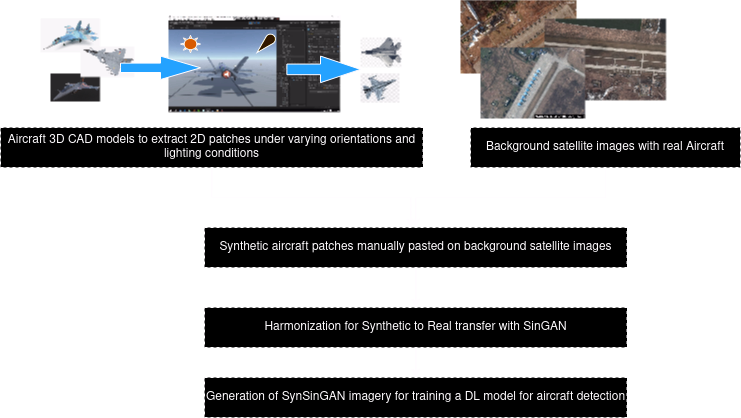 Aircraft 3D CAD models to extract 2D patches under varying orientations and
lighting conditions
Background satellite images with real Aircraft
Synthetic aircraft patches manually pasted on background satellite images
Harmonization for Synthetic to Real transfer with SinGAN
Generation of SynSinGAN imagery for training a DL model for aircraft detection